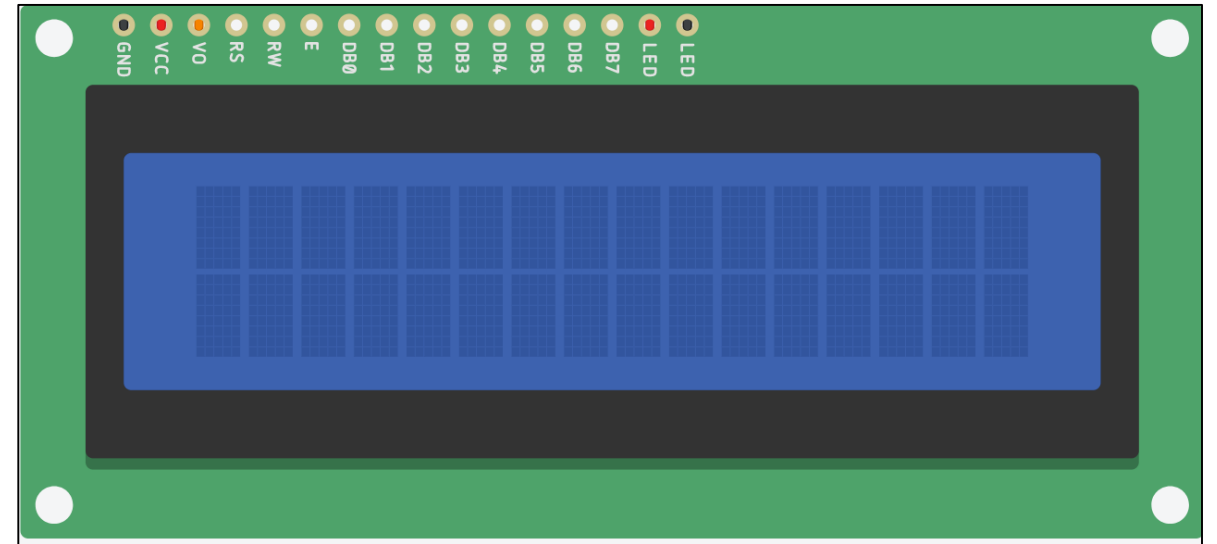 GND
VCC
VO
RS
RW
E
DB0
DB1
DB2
DB3
DB4
DB5
DB6
DB7
LED
LED